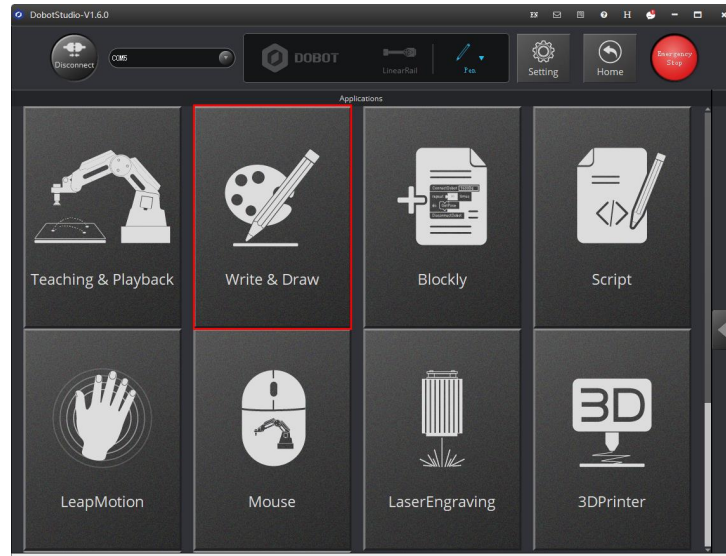 DobotStudio-V1.6.0
Disconnect
COM5
DOBOT
LinearRail
Pen
Setting
Home
Emergency Stop
Applications
Teaching & Playback
Write & Draw
Blockly
Script
LeapMotion
Mouse
LaserEngraving
3D
3DPrinter